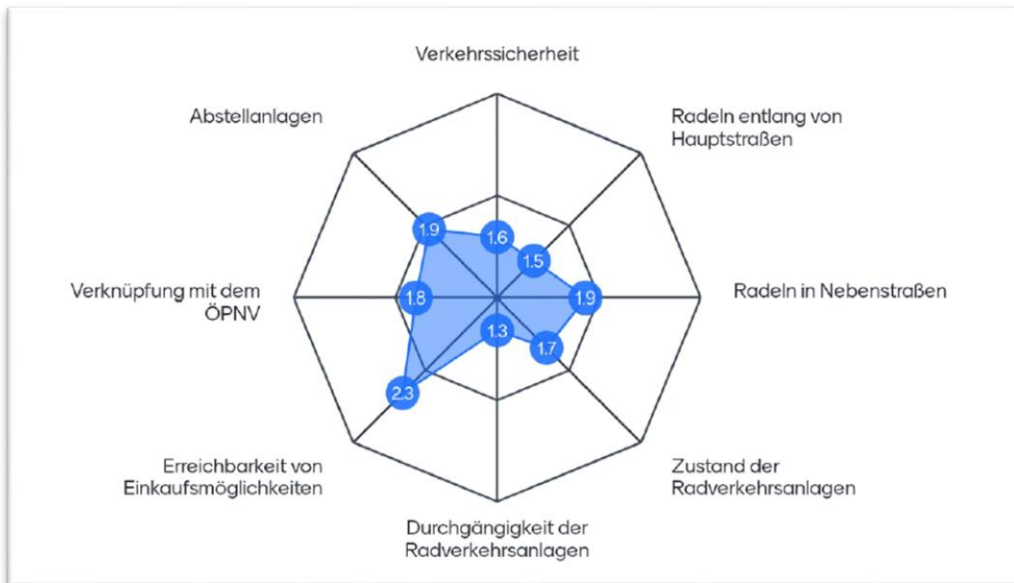 Verkehrssicherheit
Abstellanlagen
Radeln entlang von
Hauptstraßen
1.9
1.6
1.5
Verknüpfung mit dem
ÖPNV
1.8
1.9
Radeln in Nebenstraßen
1.3
1.7
2.3
Erreichbarkeit von
Einkaufsmöglichkeiten
Zustand der
Radverkehrsanlagen
Durchgängigkeit der
Radverkehrsanlagen